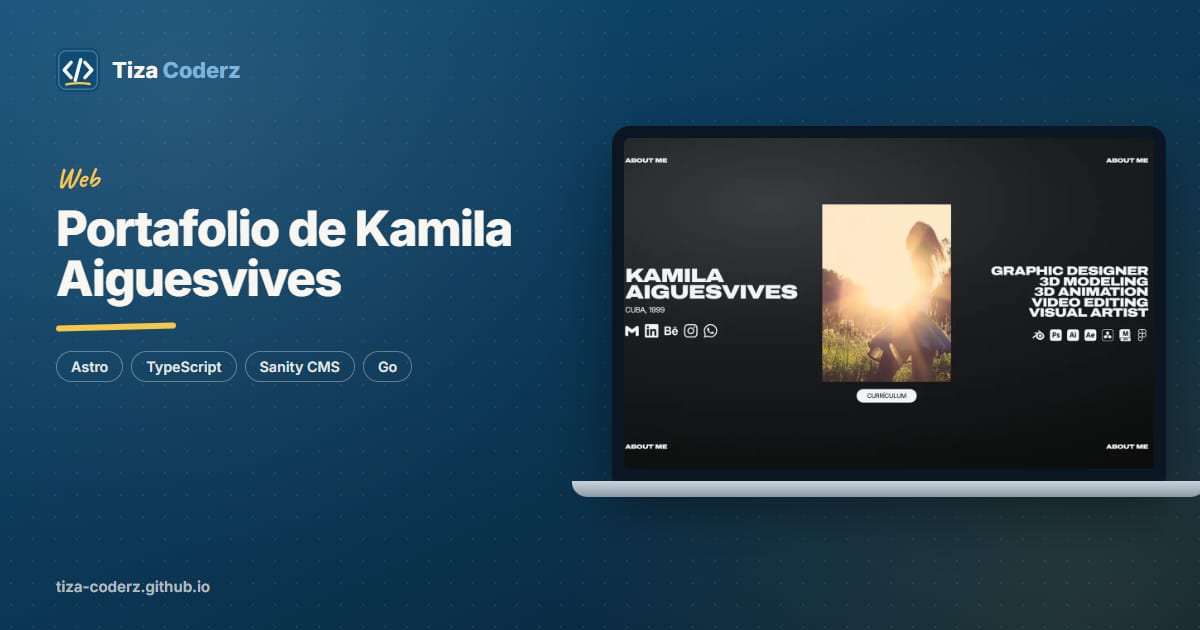 Tiza Coderz
Web
Portafolio de Kamila
Aiguesvives
Astro
TypeScript
Sanity CMS
Go
tiza-coderz.github.io
ABOUT ME
ABOUT ME
KAMILA
AIGUESVIVES
CUBA, 1999
Bē
CURRÍCULUM
GRAPHIC DESIGNER
3D MODELING
3D ANIMATION
VIDEO EDITING
VISUAL ARTIST
Ps
Ai
Ae
ABOUT ME
ABOUT ME